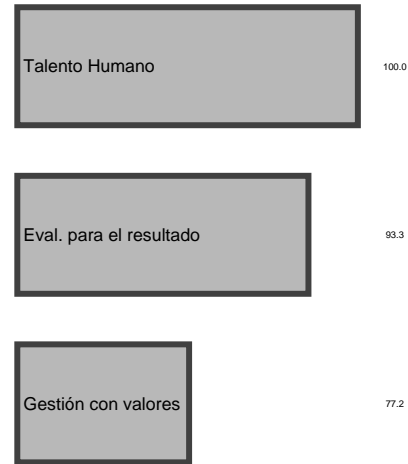 Talento Humano 100.0
Eval. para el resultado 93.3
Gestión con valores 77.2